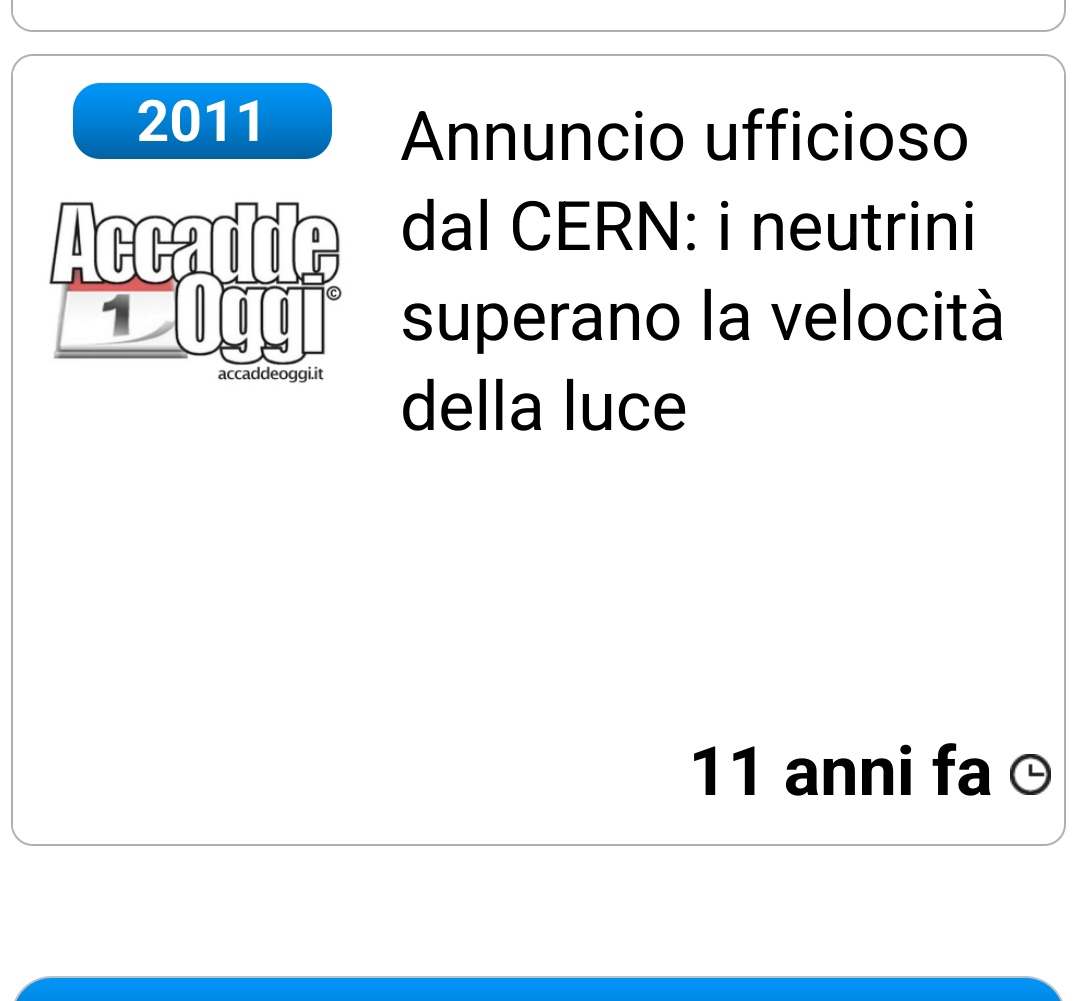 2011
Annuncio ufficioso
dal CERN: i neutrini
superano la velocità
della luce
Accadde
1 Oggi©
accaddeoggi.it
11 anni fa